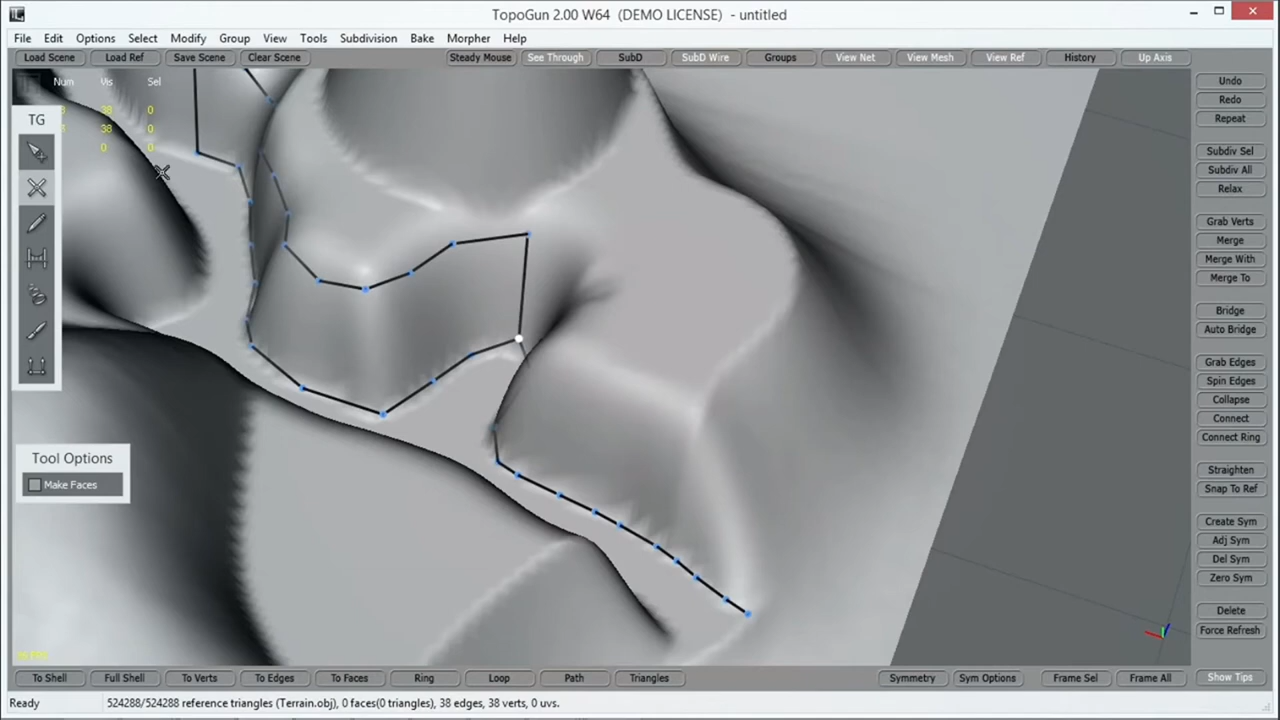 TopoGun 2.00 W64 (DEMO LICENSE) - untitled
File Edit Options Select Modify Group View Tools Subdivision Bake Morpher Help
Load Scene Load Ref Save Scene Clear Scene Steady Mouse See Through SubD SubD Wire Groups View Net View Mesh View Ref History Up Axis
Num Vis Sel
38 0
38 0
0 0
TG
Tool Options
Make Faces
Undo
Redo
Repeat
Subdiv Sel
Subdiv All
Relax
Grab Verts
Merge
Merge With
Merge To
Bridge
Auto Bridge
Grab Edges
Spin Edges
Collapse
Connect
Connect Ring
Straighten
Snap To Ref
Create Sym
Adj Sym
Del Sym
Zero Sym
Delete
Force Refresh
To Shell Full Shell To Verts To Edges To Faces Ring Loop Path Triangles Symmetry Sym Options Frame Sel Frame All Show Tips
Ready 524288/524288 reference triangles (Terrain.obj), 0 faces(0 triangles), 38 edges, 38 verts, 0 uvs.